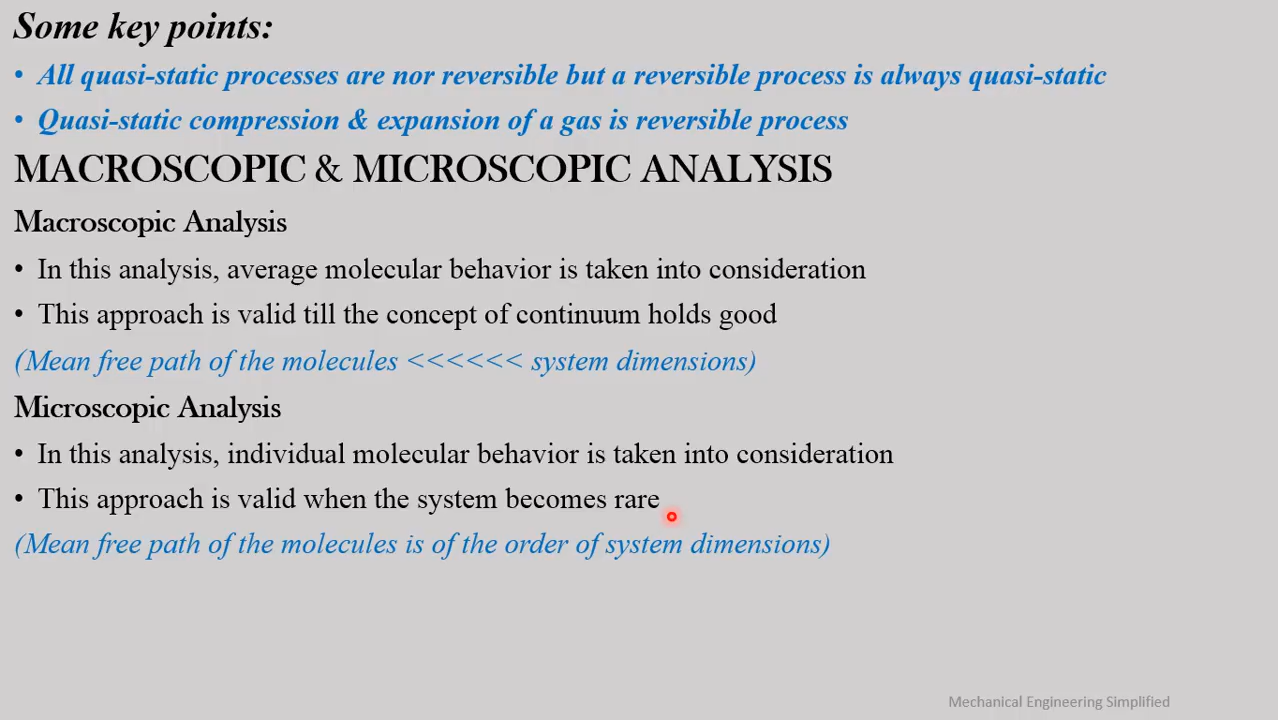 Some key points:
• All quasi-static processes are nor reversible but a reversible process is always quasi-static
• Quasi-static compression & expansion of a gas is reversible process
MACROSCOPIC & MICROSCOPIC ANALYSIS
Macroscopic Analysis
• In this analysis, average molecular behavior is taken into consideration
• This approach is valid till the concept of continuum holds good
(Mean free path of the molecules <<<<<< system dimensions)
Microscopic Analysis
• In this analysis, individual molecular behavior is taken into consideration
• This approach is valid when the system becomes rare
(Mean free path of the molecules is of the order of system dimensions)
Mechanical Engineering Simplified